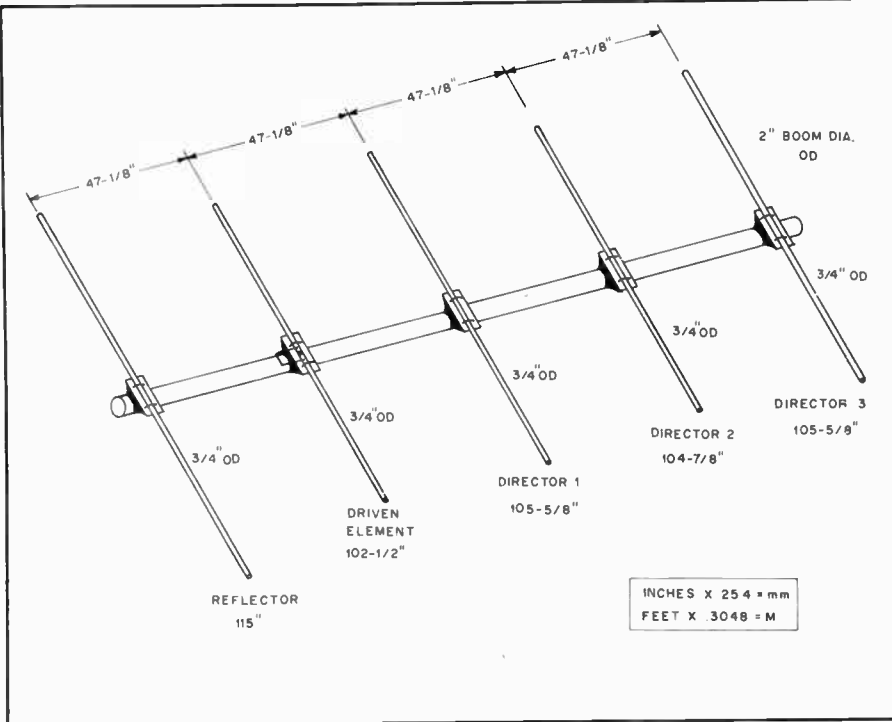 47-1/8"
47-1/8"
47-1/8"
47-1/8"
2" BOOM DIA.
OD
3/4" OD
3/4" OD
3/4" OD
3/4" OD
3/4" OD
DIRECTOR 3
105-5/8"
DIRECTOR 2
104-7/8"
DIRECTOR 1
105-5/8"
DRIVEN
ELEMENT
102-1/2"
REFLECTOR
115"
INCHES X 25.4 = mm
FEET X .3048 = M